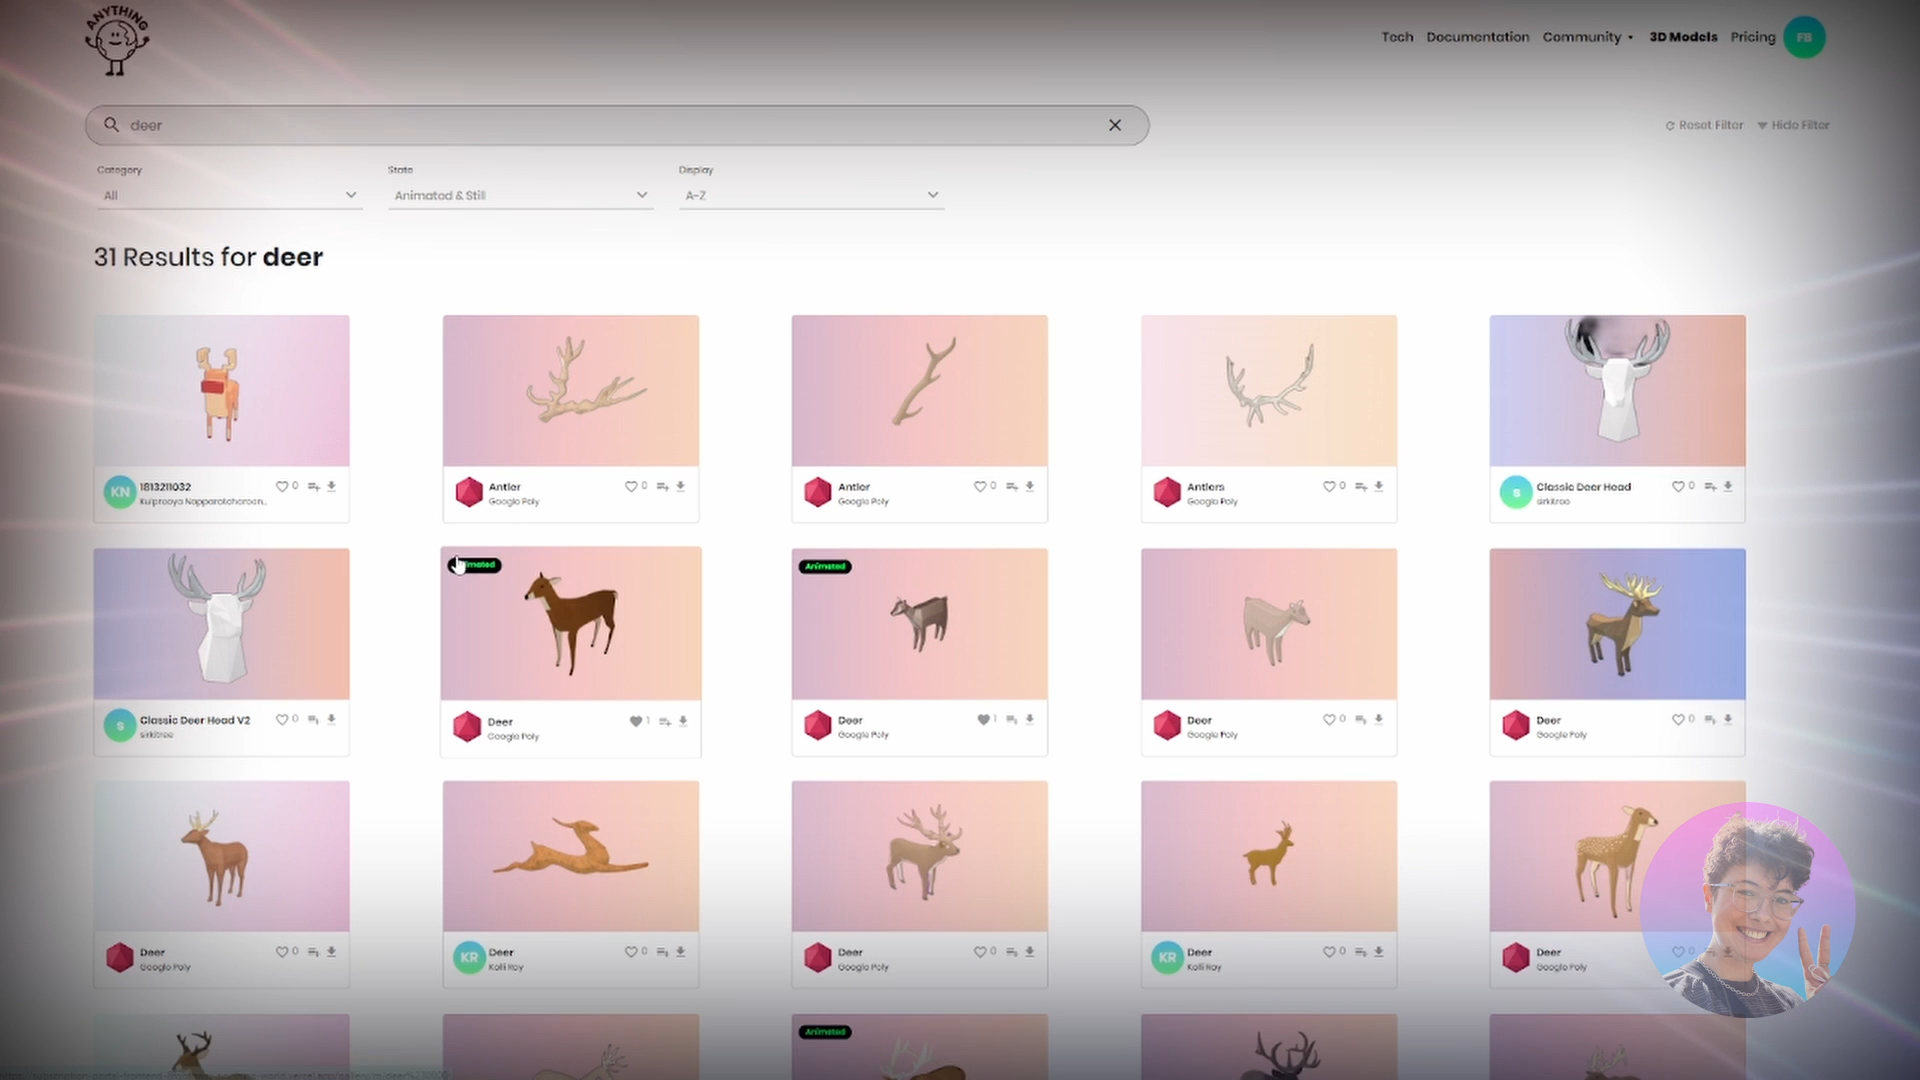 ANYTHING
Tech Documentation Community 3D Models Pricing FB
deer
Reset Filter Hide Filter
Category State Display
All Animated & Still A-Z
31 Results for deer
KN 1813211032 0
Antler 0
Antler 0
Antlers 0
S Classic Deer Head 0
Google Poly
Google Poly
Google Poly
sirkitree
Animated
Animated
S Classic Deer Head V2 0
Deer 1
Deer 1
Deer 0
Deer 0
sirkitree
Google Poly
Google Poly
Google Poly
Google Poly
Deer 0
KR Deer 0
Deer 0
KR Deer 0
Deer 0
Google Poly
Kolli Ray
Google Poly
Kolli Ray
Google Poly
Animated